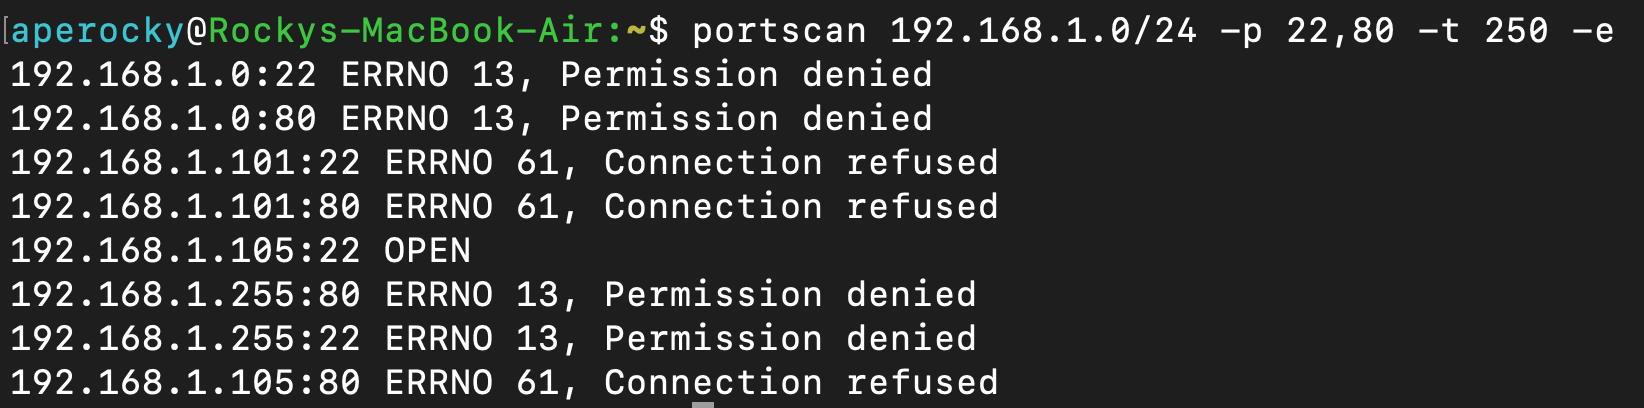 [aperocky@Rockys-MacBook-Air:~$ portscan 192.168.1.0/24 -p 22,80 -t 250 -e
192.168.1.0:22 ERRNO 13, Permission denied
192.168.1.0:80 ERRNO 13, Permission denied
192.168.1.101:22 ERRNO 61, Connection refused
192.168.1.101:80 ERRNO 61, Connection refused
192.168.1.105:22 OPEN
192.168.1.255:80 ERRNO 13, Permission denied
192.168.1.255:22 ERRNO 13, Permission denied
192.168.1.105:80 ERRNO 61, Connection refused